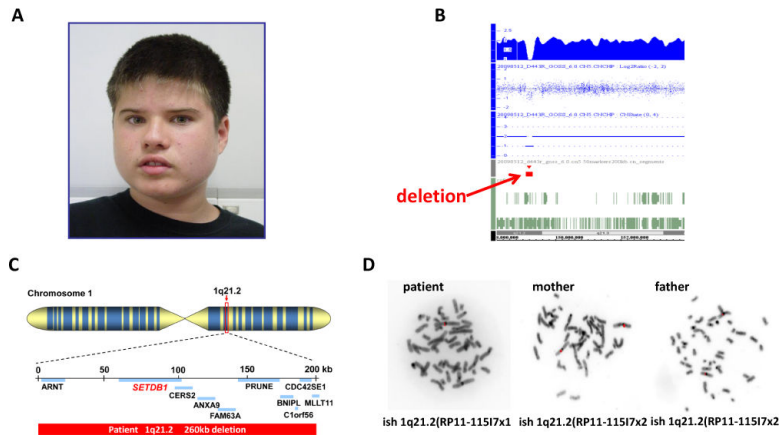 A
B
deletion
C
1q21.2
Chromosome 1
0
50
100
150
200 kb
ARNT
SETDB1
PRUNE
CDC42SE1
CERS2
ANXA9
BNIPL
MLLT11
FAM63A
C1orf56
Patient 1q21.2 260kb deletion
D
patient
mother
father
ish 1q21.2(RP11-115I7x1
ish 1q21.2(RP11-115I7x2
ish 1q21.2(RP11-115I7x2